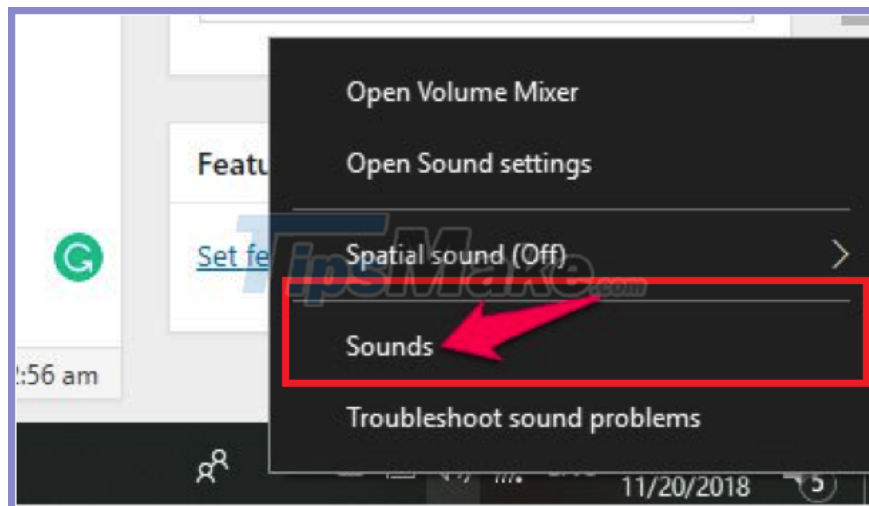 Open Volume Mixer
Open Sound settings
Featu
Set fe
Spatial sound (Off)
TipsMake.com
Sounds
:56 am
Troubleshoot sound problems
11/20/2018
5